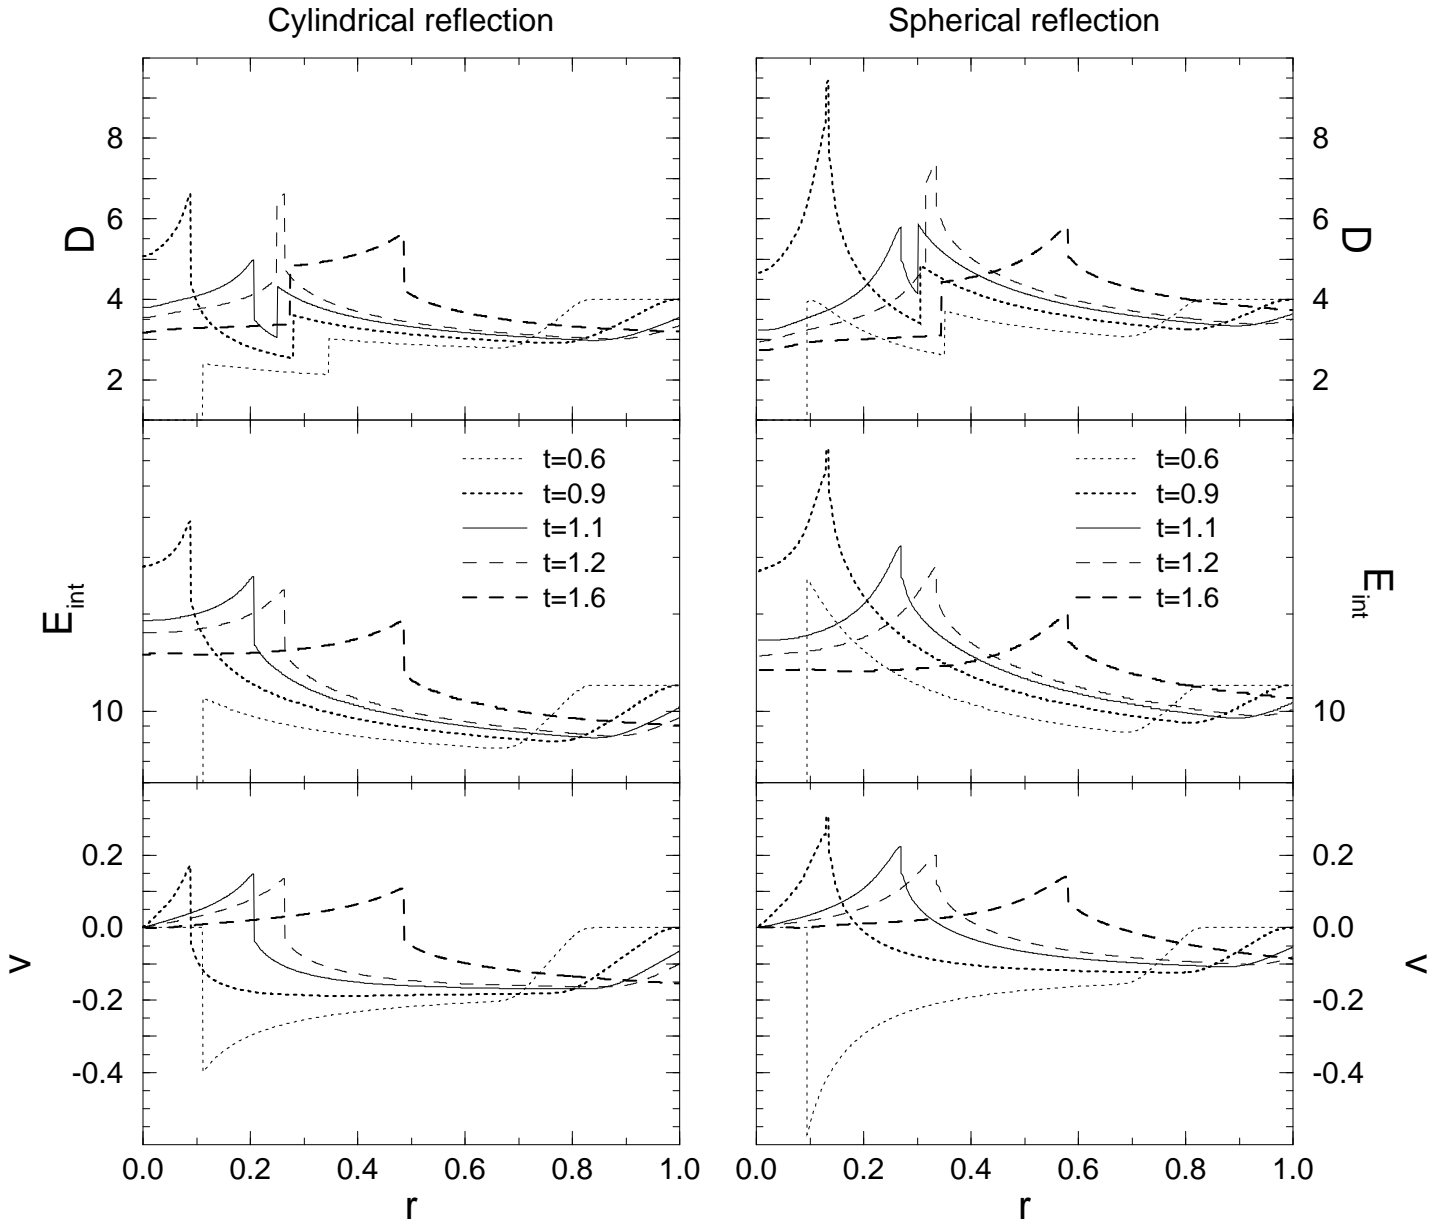 Cylindrical reflection Spherical reflection
8 8
6 6
D D
4 4
2 2
t=0.6 t=0.6
t=0.9 t=0.9
t=1.1 t=1.1
t=1.2 t=1.2
t=1.6 t=1.6
E_int E_int
10 10
0.2 0.2
0.0 0.0
v v
-0.2 -0.2
-0.4 -0.4
0.0 0.2 0.4 0.6 0.8 1.0 0.0 0.2 0.4 0.6 0.8 1.0
r r